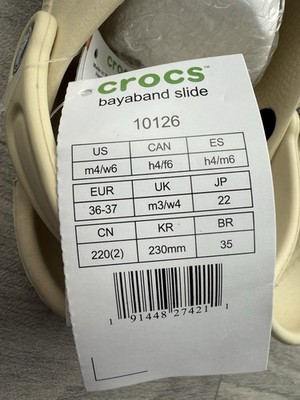 crocs™
bayaband slide
10126
US CAN ES
m4/w6 h4/f6 h4/m6
EUR UK JP
36-37 m3/w4 22
CN KR BR
220(2) 230mm 35
1 91448 27421 1